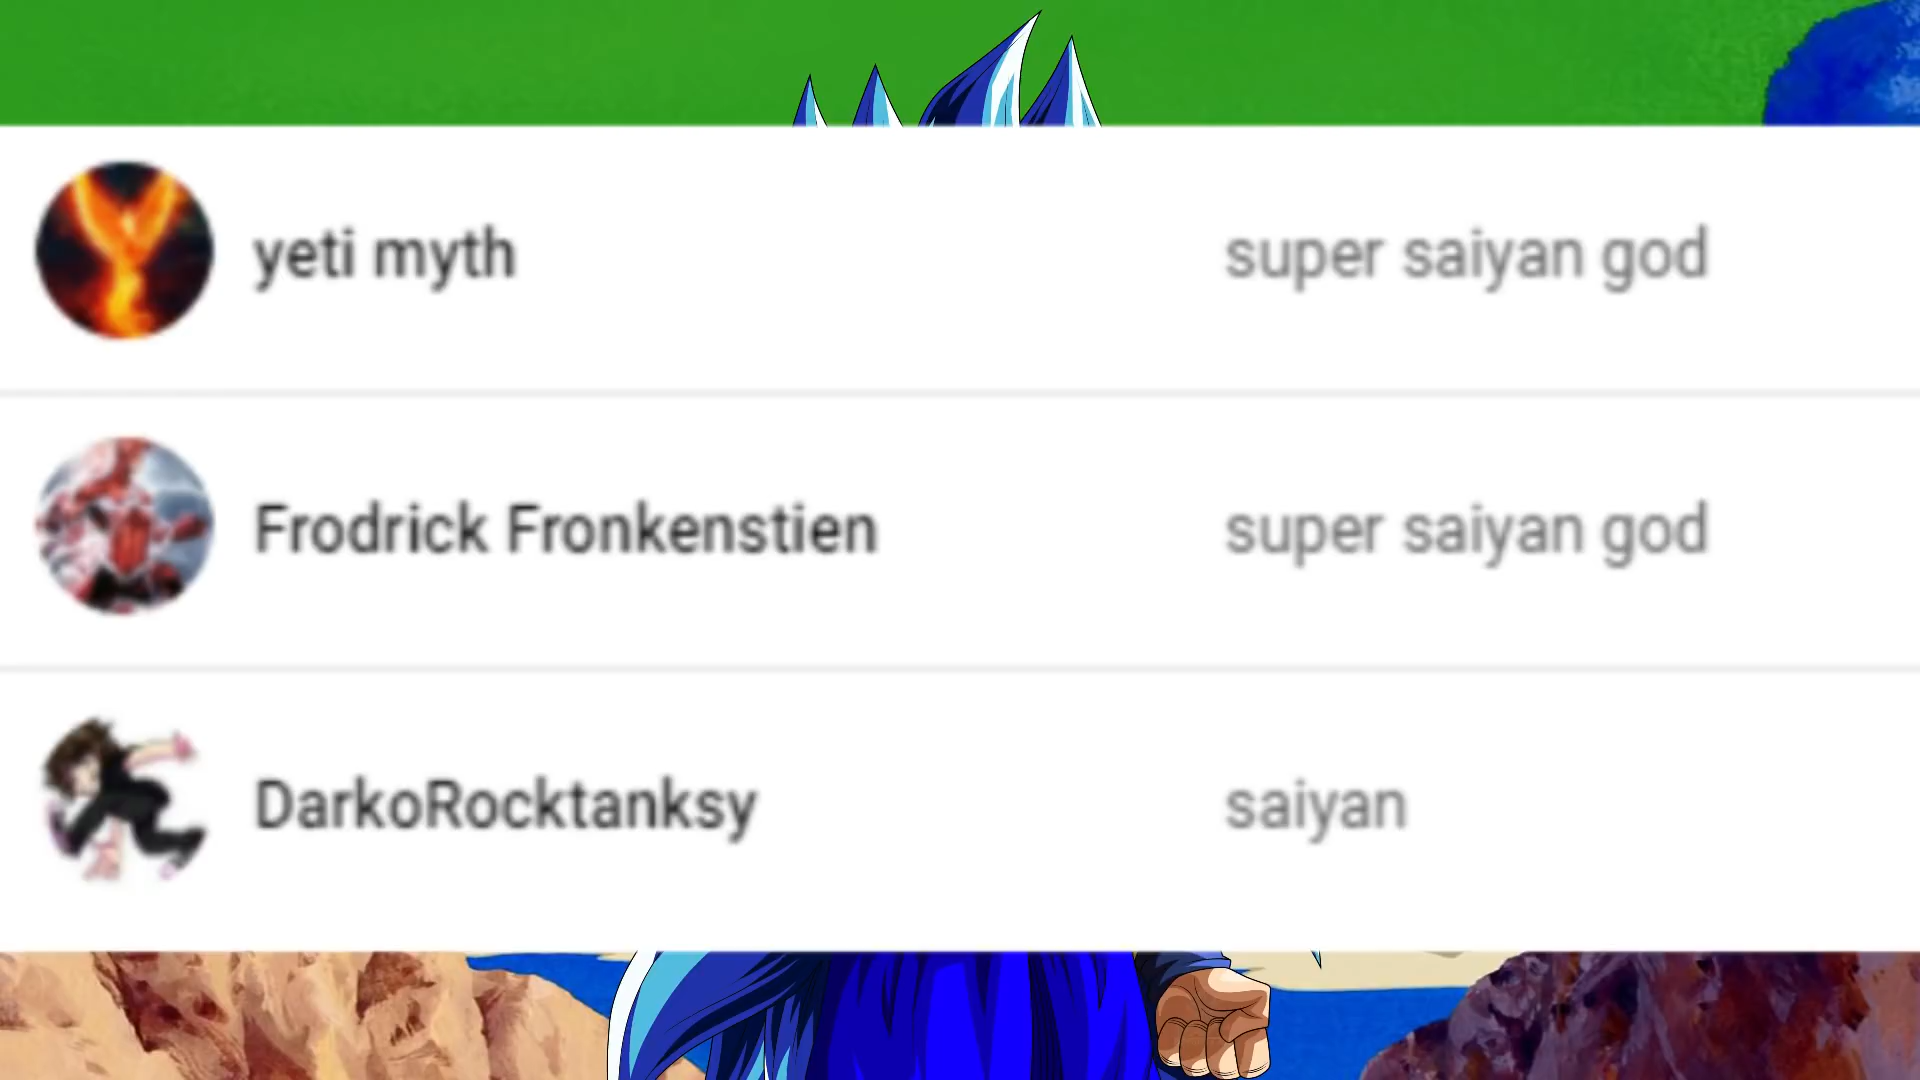 yeti myth super saiyan god
Frodrick Fronkenstien super saiyan god
DarkoRocktanksy saiyan